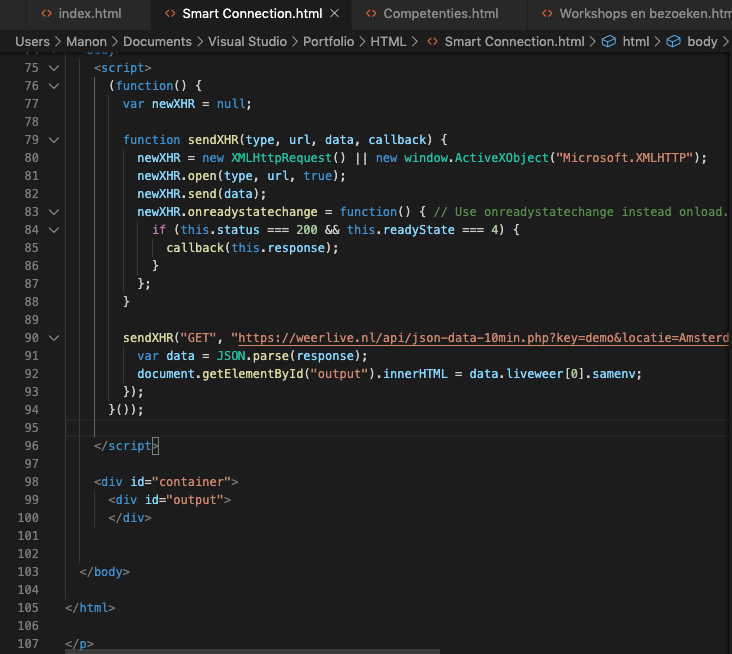 index.html Smart Connection.html Competenties.html Workshops en bezoeken.htm
Users > Manon > Documents > Visual Studio > Portfolio > HTML > Smart Connection.html > html > body >
75 <script>
76 (function() {
77 var newXHR = null;
78
79 function sendXHR(type, url, data, callback) {
80 newXHR = new XMLHttpRequest() || new window.ActiveXObject("Microsoft.XMLHTTP");
81 newXHR.open(type, url, true);
82 newXHR.send(data);
83 newXHR.onreadystatechange = function() { // Use onreadystatechange instead onload.
84 if (this.status === 200 && this.readyState === 4) {
85 callback(this.response);
86 }
87 };
88 }
89
90 sendXHR("GET", "https://weerlive.nl/api/json-data-10min.php?key=demo&locatie=Amsterd
91 var data = JSON.parse(response);
92 document.getElementById("output").innerHTML = data.liveweer[0].samenv;
93 });
94 }());
95
96 </script>
97
98 <div id="container">
99 <div id="output">
100 </div>
101
102
103 </body>
104
105 </html>
106
107 </p>